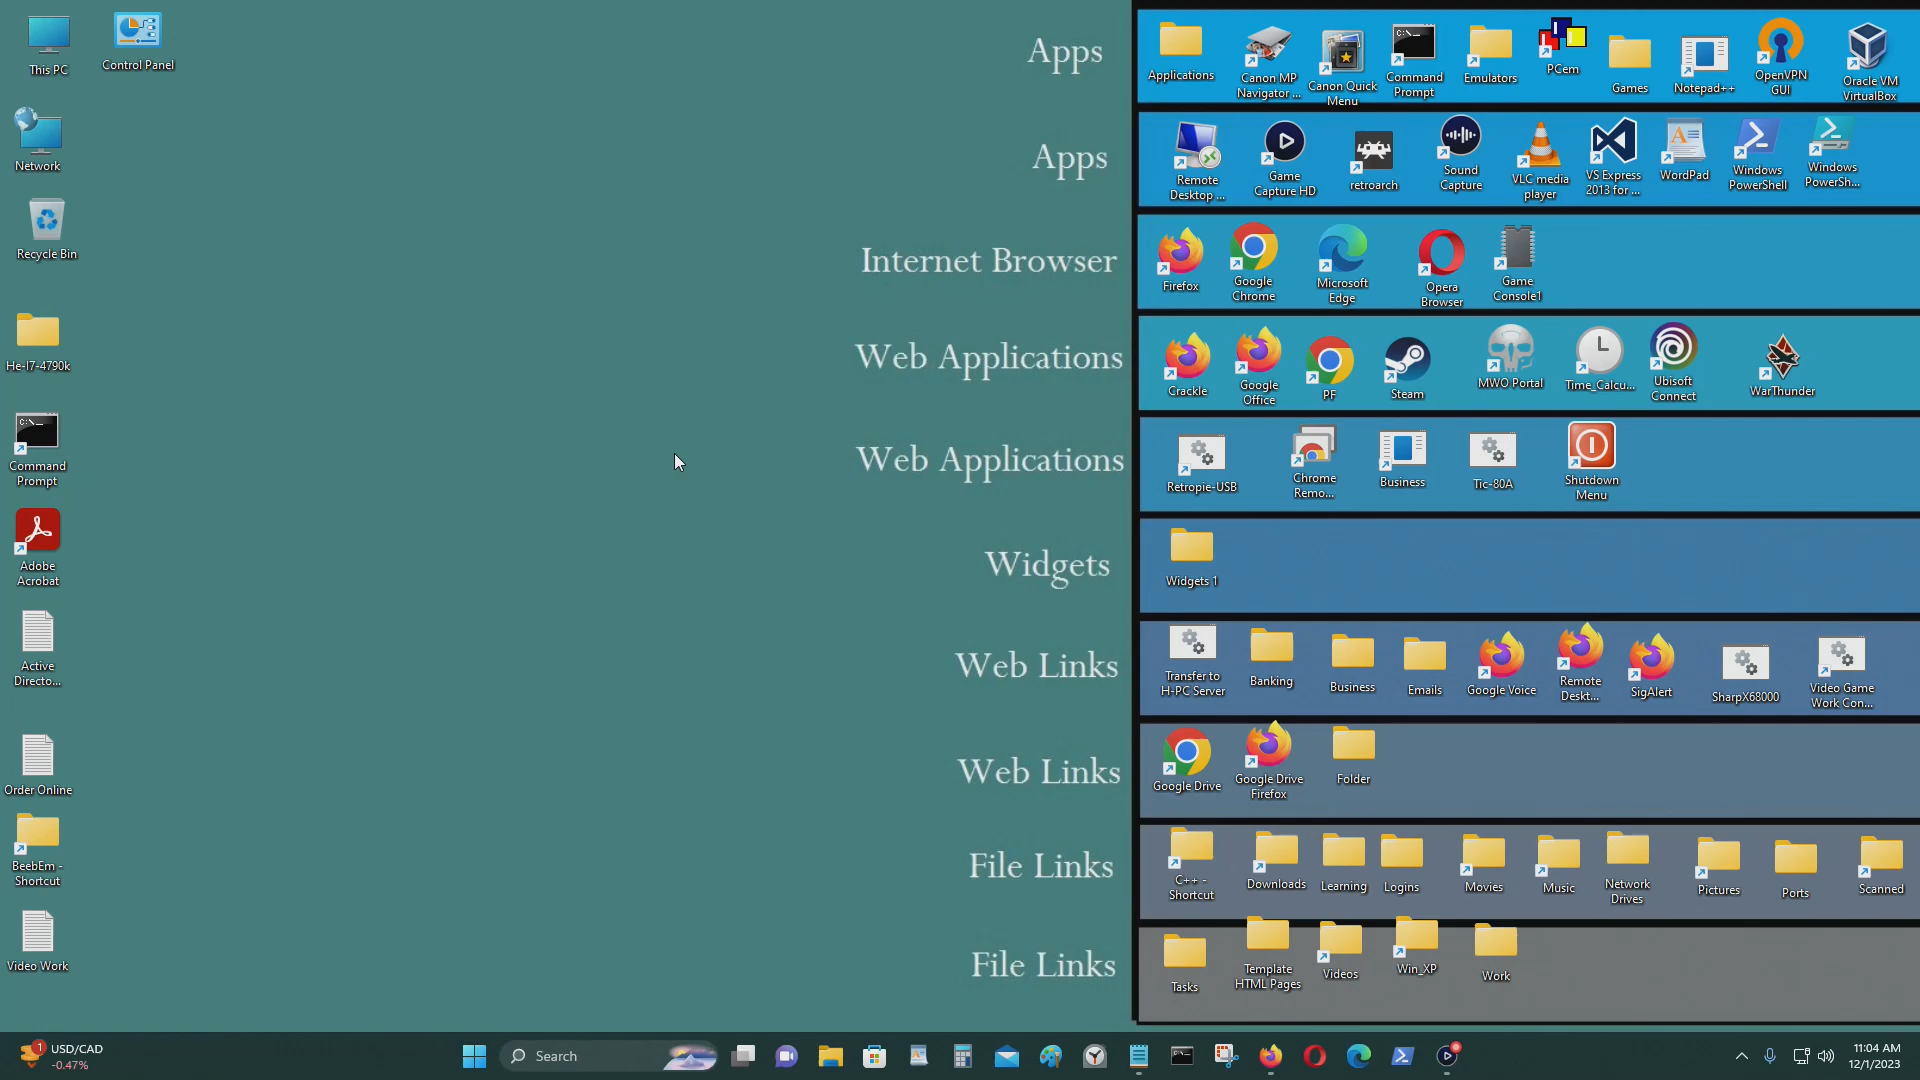 This PC
Control Panel
Network
Recycle Bin
He-I7-4790k
Command
Prompt
Adobe
Acrobat
Active
Directo...
Order Online
BeebEm -
Shortcut
Video Work
Apps
Applications
Canon MP
Navigator ...
Canon Quick
Menu
Command
Prompt
Emulators
PCem
Games
Notepad++
OpenVPN
GUI
Oracle VM
VirtualBox
Apps
Remote
Desktop ...
Game
Capture HD
retroarch
Sound
Capture
VLC media
player
VS Express
2013 for ...
WordPad
Windows
PowerShell
Windows
PowerSh...
Internet Browser
Firefox
Google
Chrome
Microsoft
Edge
Opera
Browser
Game
Console1
Web Applications
Crackle
Google
Office
PF
Steam
MWO Portal
Time_Calcu...
Ubisoft
Connect
WarThunder
Web Applications
Retropie-USB
Chrome
Remo...
Business
Tic-80A
Shutdown
Menu
Widgets
Widgets 1
Web Links
Transfer to
H-PC Server
Banking
Business
Emails
Google Voice
Remote
Deskt...
SigAlert
SharpX68000
Video Game
Work Con...
Web Links
Google Drive
Google Drive
Firefox
Folder
File Links
C++ -
Shortcut
Downloads
Learning
Logins
Movies
Music
Network
Drives
Pictures
Ports
Scanned
File Links
Tasks
Template
HTML Pages
Videos
Win_XP
Work
1
USD/CAD
-0.47%
Search
11:04 AM
12/1/2023